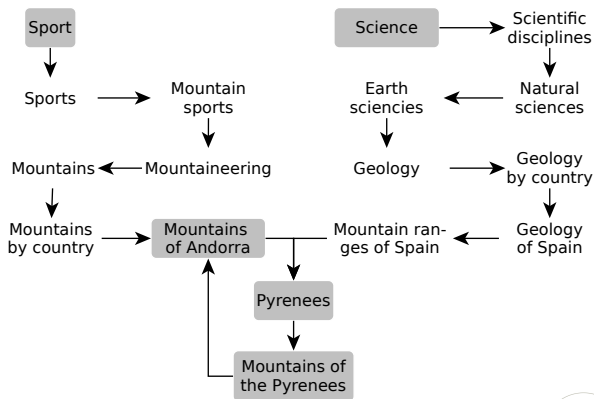 Sport
Science
Scientific
disciplines
Sports
Mountain
sports
Earth
sciencies
Natural
sciences
Mountains
Mountaineering
Geology
Geology
by country
Mountains
by country
Mountains
of Andorra
Mountain ran-
ges of Spain
Geology
of Spain
Pyrenees
Mountains of
the Pyrenees